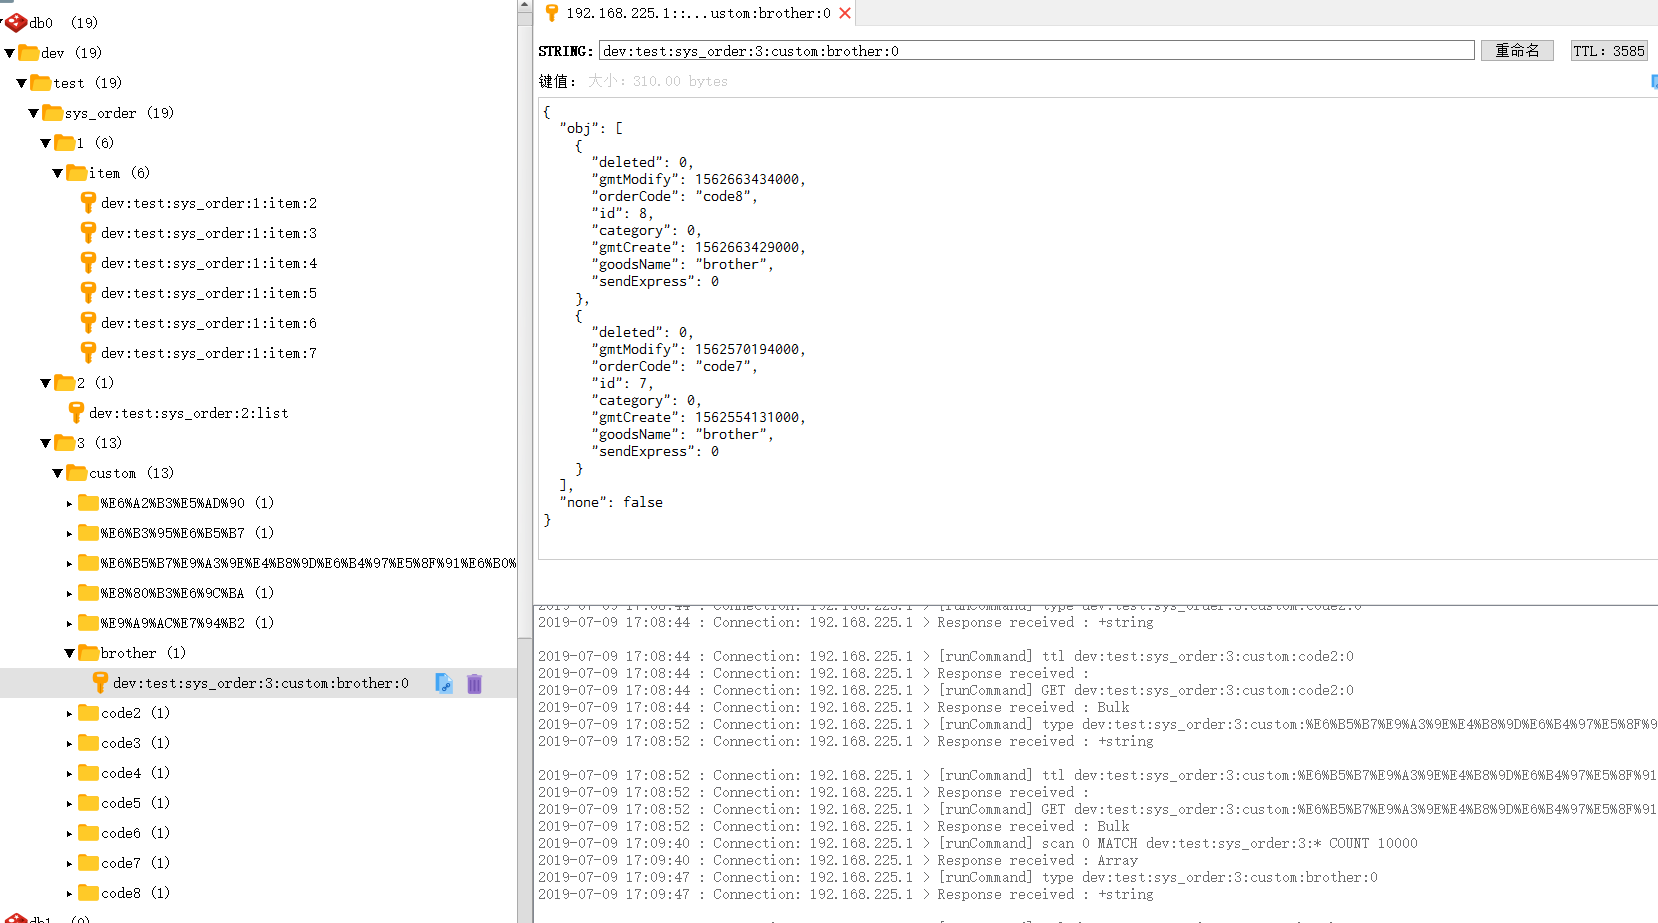 db0 (19)
dev (19)
test (19)
sys_order (19)
1 (6)
item (6)
dev:test:sys_order:1:item:2
dev:test:sys_order:1:item:3
dev:test:sys_order:1:item:4
dev:test:sys_order:1:item:5
dev:test:sys_order:1:item:6
dev:test:sys_order:1:item:7
2 (1)
dev:test:sys_order:2:list
3 (13)
custom (13)
%E6%A2%B3%E5%AD%90 (1)
%E6%B3%95%E6%B5%B7 (1)
%E6%B5%B7%E9%A3%9E%E4%B8%9D%E6%B4%97%E5%8F%91%E6%B0%
%E8%80%B3%E6%9C%BA (1)
%E9%A9%AC%E7%94%B2 (1)
brother (1)
dev:test:sys_order:3:custom:brother:0
code2 (1)
code3 (1)
code4 (1)
code5 (1)
code6 (1)
code7 (1)
code8 (1)
db1 (0)
192.168.225.1::...ustom:brother:0
STRING: dev:test:sys_order:3:custom:brother:0 重命名 TTL: 3585
键值: 大小: 310.00 bytes
{
"obj": [
{
"deleted": 0,
"gmtModify": 1562663434000,
"orderCode": "code8",
"id": 8,
"category": 0,
"gmtCreate": 1562663429000,
"goodsName": "brother",
"sendExpress": 0
},
{
"deleted": 0,
"gmtModify": 1562570194000,
"orderCode": "code7",
"id": 7,
"category": 0,
"gmtCreate": 1562554131000,
"goodsName": "brother",
"sendExpress": 0
}
],
"none": false
}
2019-07-09 17:08:44 : Connection: 192.168.225.1 > [runCommand] type dev:test:sys_order:3:custom:code2:0
2019-07-09 17:08:44 : Connection: 192.168.225.1 > Response received : +string
2019-07-09 17:08:44 : Connection: 192.168.225.1 > [runCommand] ttl dev:test:sys_order:3:custom:code2:0
2019-07-09 17:08:44 : Connection: 192.168.225.1 > Response received :
2019-07-09 17:08:44 : Connection: 192.168.225.1 > [runCommand] GET dev:test:sys_order:3:custom:code2:0
2019-07-09 17:08:44 : Connection: 192.168.225.1 > Response received : Bulk
2019-07-09 17:08:52 : Connection: 192.168.225.1 > [runCommand] type dev:test:sys_order:3:custom:%E6%B5%B7%E9%A3%9E%E4%B8%9D%E6%B4%97%E5%8F%9
2019-07-09 17:08:52 : Connection: 192.168.225.1 > Response received : +string
2019-07-09 17:08:52 : Connection: 192.168.225.1 > [runCommand] ttl dev:test:sys_order:3:custom:%E6%B5%B7%E9%A3%9E%E4%B8%9D%E6%B4%97%E5%8F%91
2019-07-09 17:08:52 : Connection: 192.168.225.1 > Response received :
2019-07-09 17:08:52 : Connection: 192.168.225.1 > [runCommand] GET dev:test:sys_order:3:custom:%E6%B5%B7%E9%A3%9E%E4%B8%9D%E6%B4%97%E5%8F%91
2019-07-09 17:08:52 : Connection: 192.168.225.1 > Response received : Bulk
2019-07-09 17:09:40 : Connection: 192.168.225.1 > [runCommand] scan 0 MATCH dev:test:sys_order:3:* COUNT 10000
2019-07-09 17:09:40 : Connection: 192.168.225.1 > Response received : Array
2019-07-09 17:09:47 : Connection: 192.168.225.1 > [runCommand] type dev:test:sys_order:3:custom:brother:0
2019-07-09 17:09:47 : Connection: 192.168.225.1 > Response received : +string